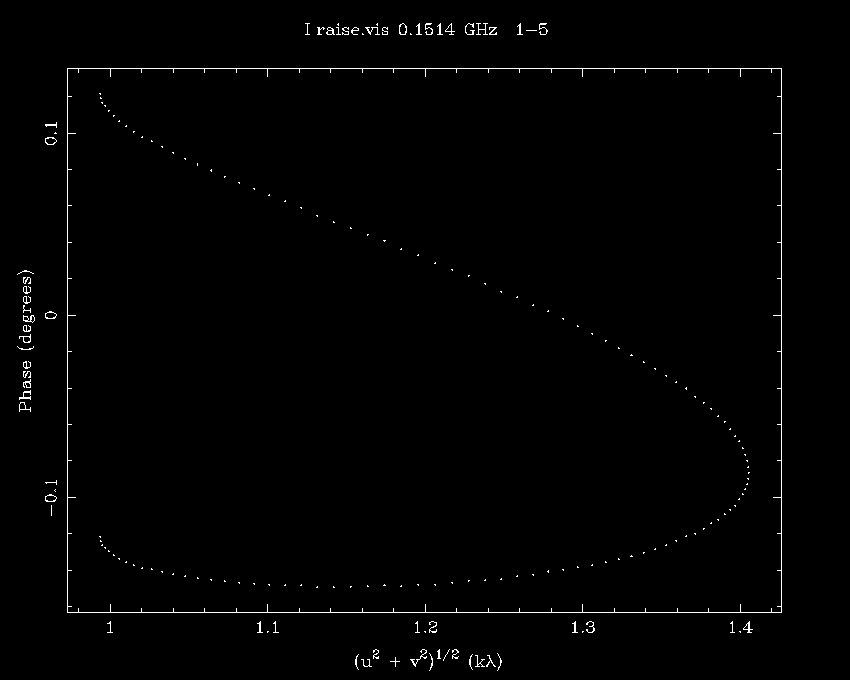 I raise.vis 0.1514 GHz 1−5
0.1
0
−0.1
Phase (degrees)
1 1.1 1.2 1.3 1.4
(u² + v²)^1/2 (kλ)